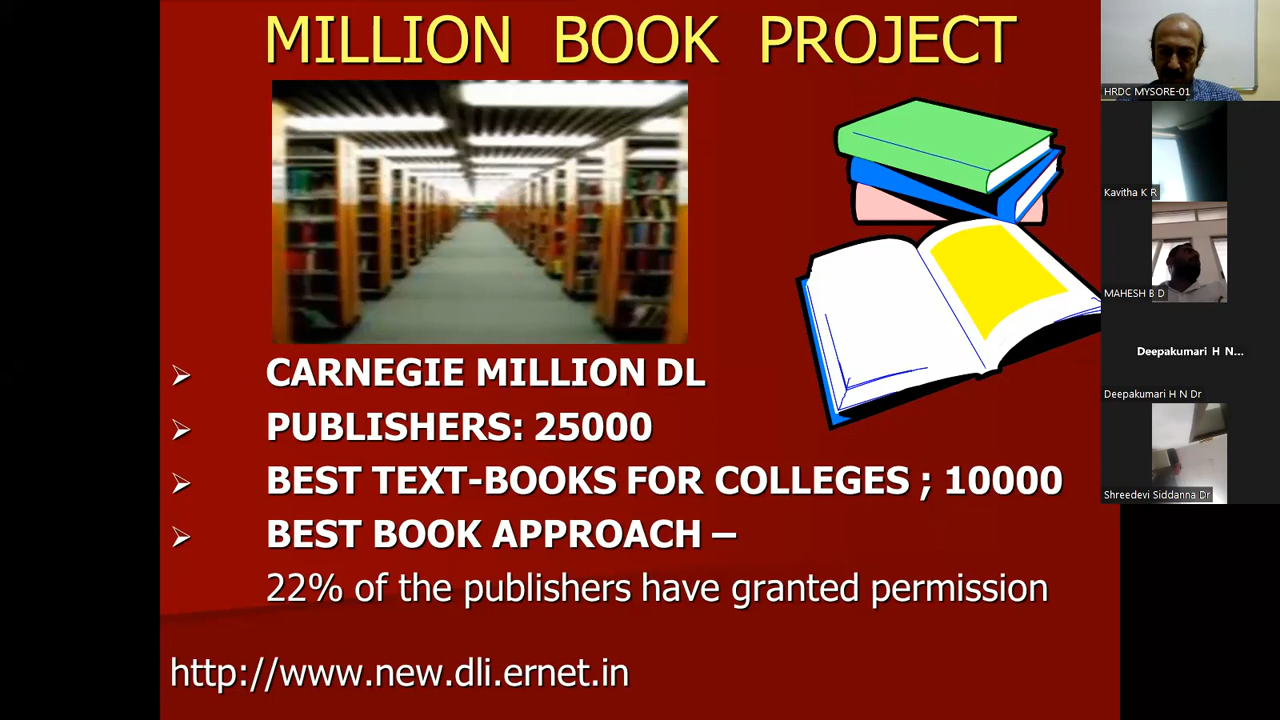 MILLION BOOK PROJECT
CARNEGIE MILLION DL
PUBLISHERS: 25000
BEST TEXT-BOOKS FOR COLLEGES ; 10000
BEST BOOK APPROACH –
22% of the publishers have granted permission
http://www.new.dli.ernet.in
HRDC MYSORE-01
Kavitha K R
MAHESH B D
Deepakumari H N...
Deepakumari H N Dr
Shreedevi Siddanna Dr